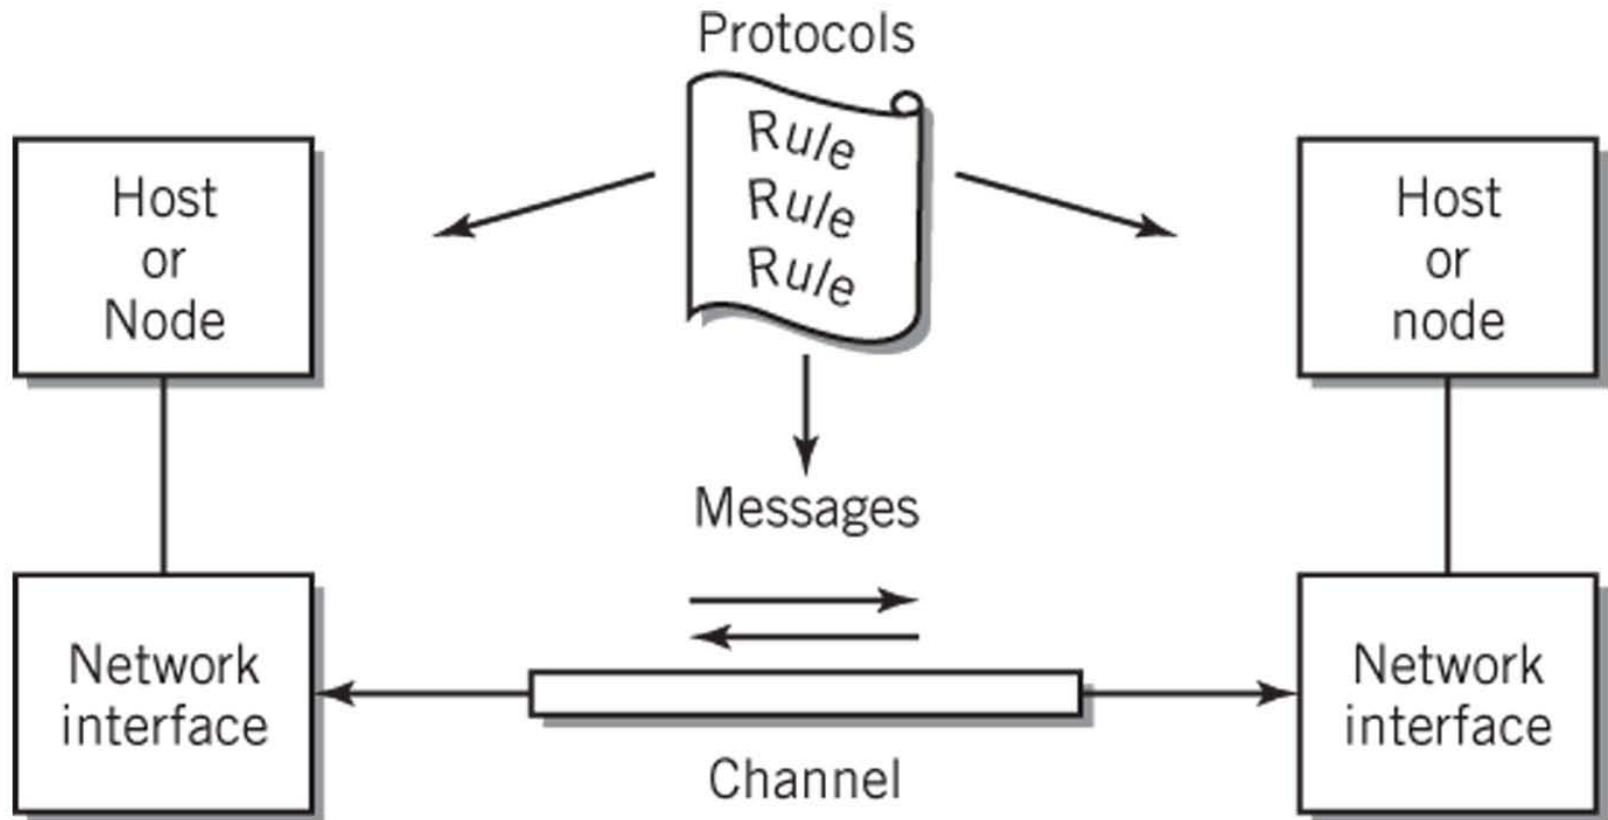 Protocols
Rule
Rule
Rule
Host
or
Node
Host
or
node
Messages
Network
interface
Network
interface
Channel